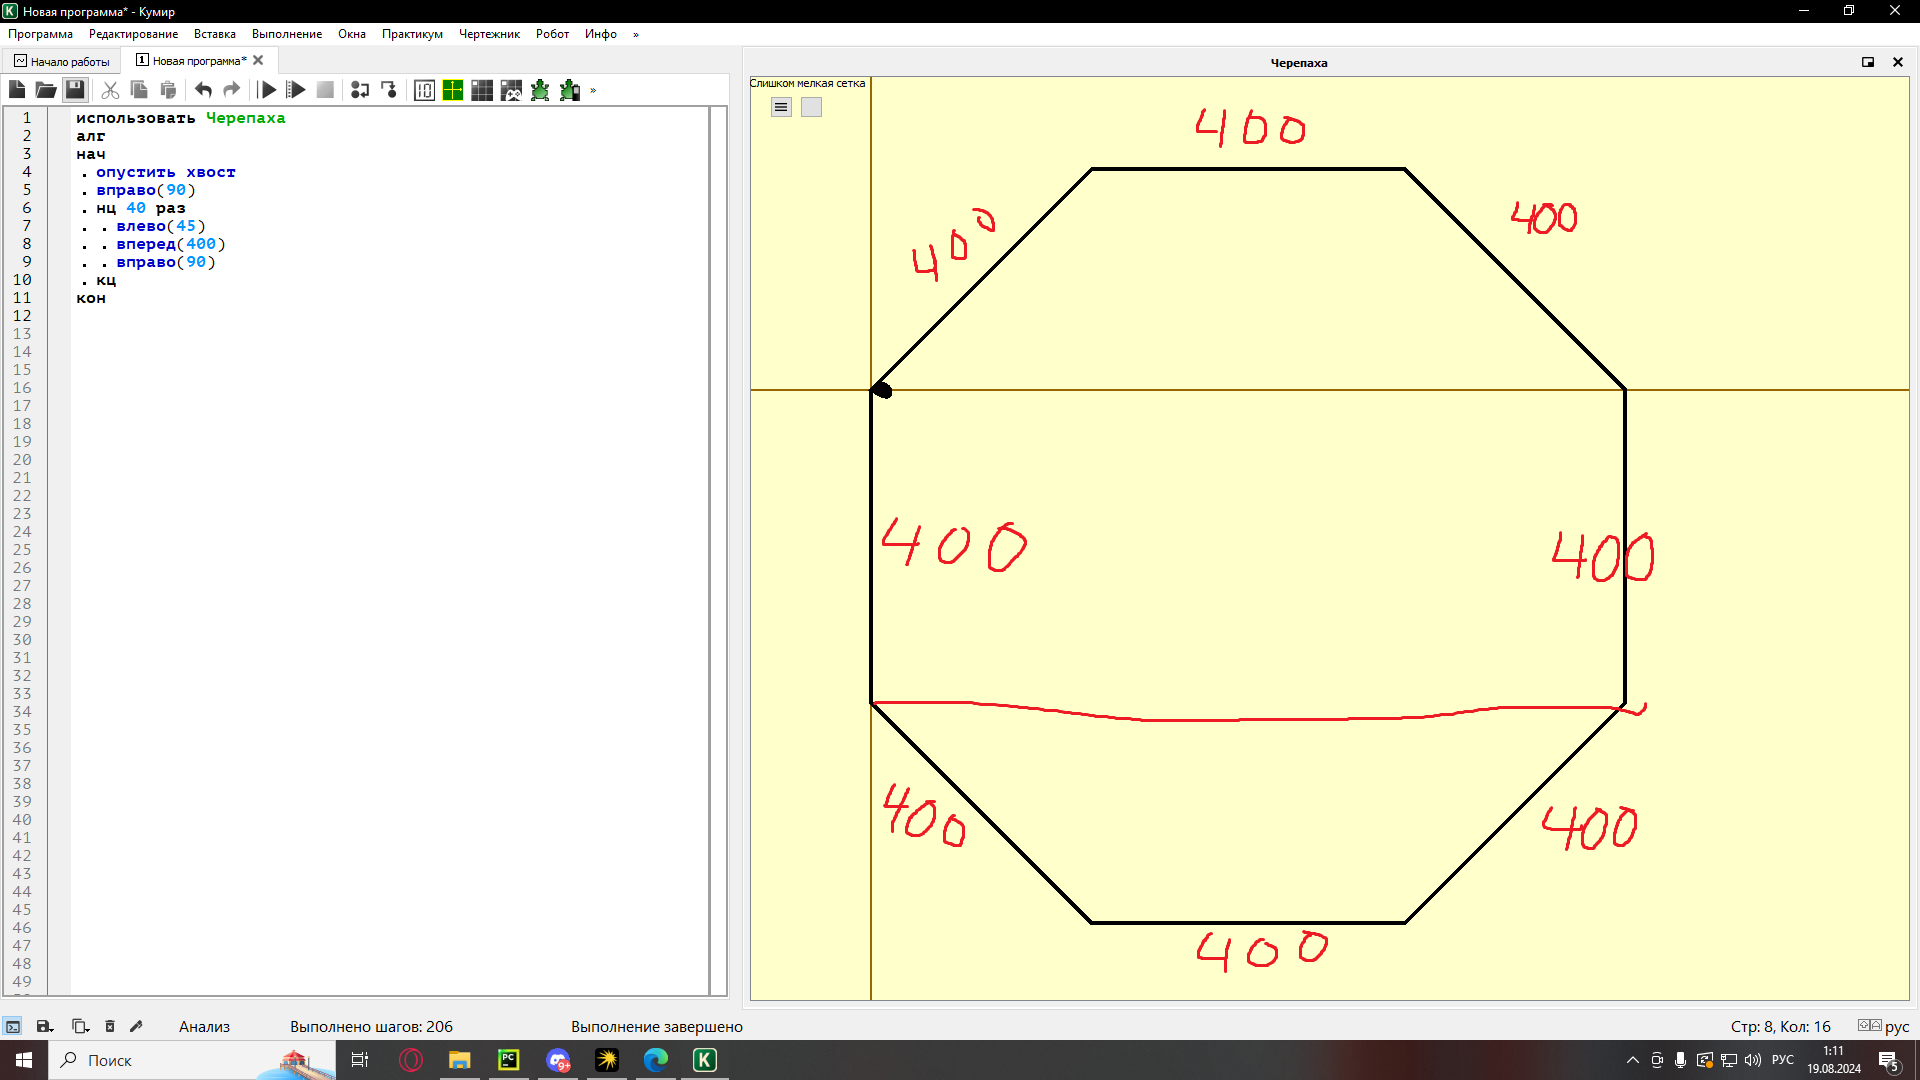 Новая программа* - Кумир
Программа Редактирование Вставка Выполнение Окна Практикум Чертежник Робот Инфо »
Начало работы
1 Новая программа*
Черепаха
»
Слишком мелкая сетка
1 использовать Черепаха
2 алг
3 нач
4 . опустить хвост
5 . вправо(90)
6 . нц 40 раз
7 . . влево(45)
8 . . вперед(400)
9 . . вправо(90)
10 . кц
11 кон
12
13
14
15
16
17
18
19
20
21
22
23
24
25
26
27
28
29
30
31
32
33
34
35
36
37
38
39
40
41
42
43
44
45
46
47
48
49
400
400
400
400
400
400
400
400
Анализ
Выполнено шагов: 206
Выполнение завершено
Стр: 8, Кол: 16
рус
Поиск
PC
9+
K
РУС
1:11
19.08.2024
5